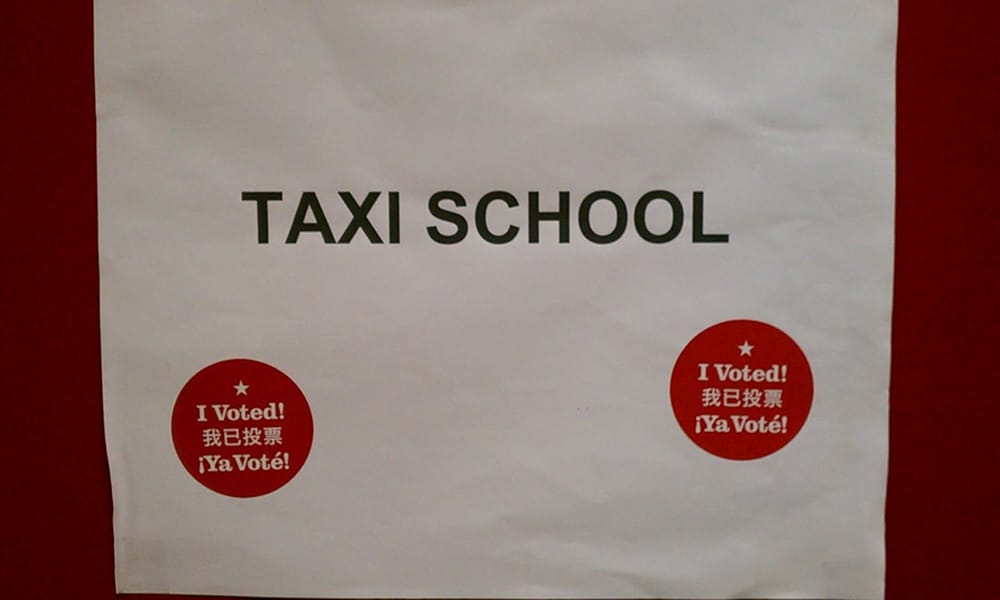 TAXI SCHOOL
I Voted!
我已投票
¡Ya Voté!
I Voted!
我已投票
¡Ya Voté!